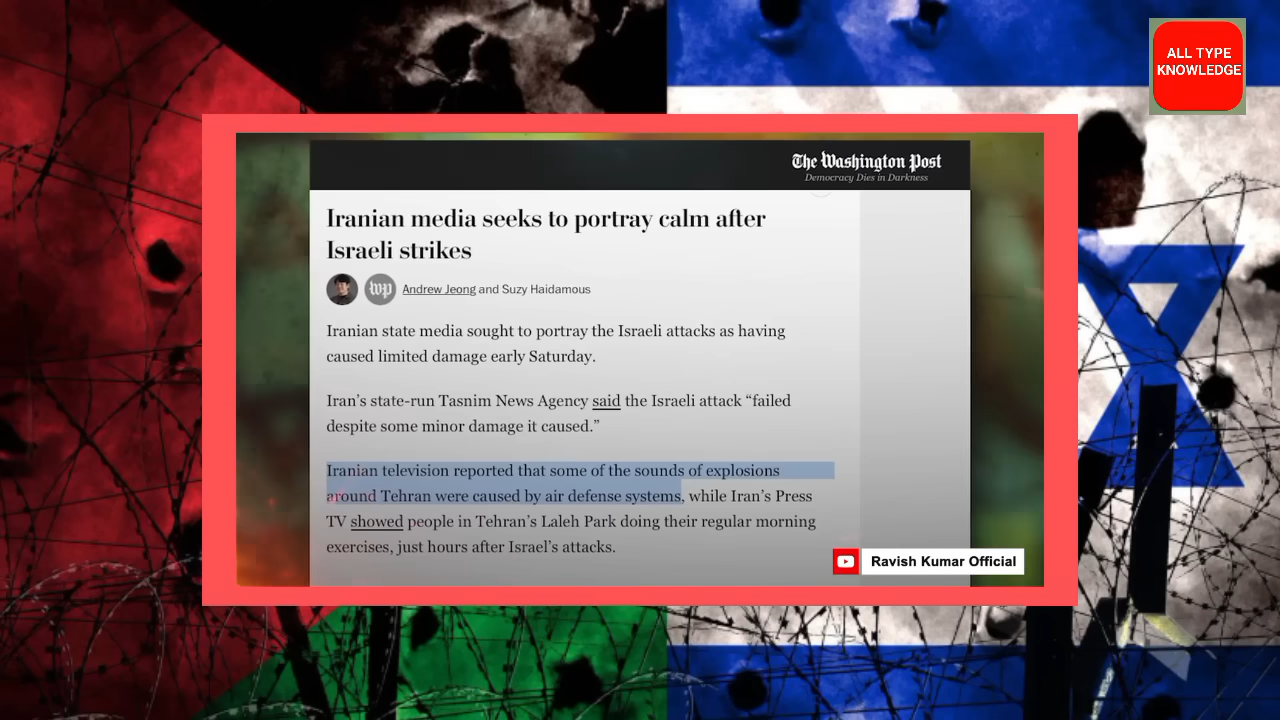 ALL TYPE
KNOWLEDGE
The Washington Post
Democracy Dies in Darkness
Iranian media seeks to portray calm after
Israeli strikes
wp
Andrew Jeong and Suzy Haidamous
Iranian state media sought to portray the Israeli attacks as having
caused limited damage early Saturday.
Iran’s state-run Tasnim News Agency said the Israeli attack “failed
despite some minor damage it caused.”
Iranian television reported that some of the sounds of explosions
around Tehran were caused by air defense systems, while Iran’s Press
TV showed people in Tehran’s Laleh Park doing their regular morning
exercises, just hours after Israel’s attacks.
Ravish Kumar Official